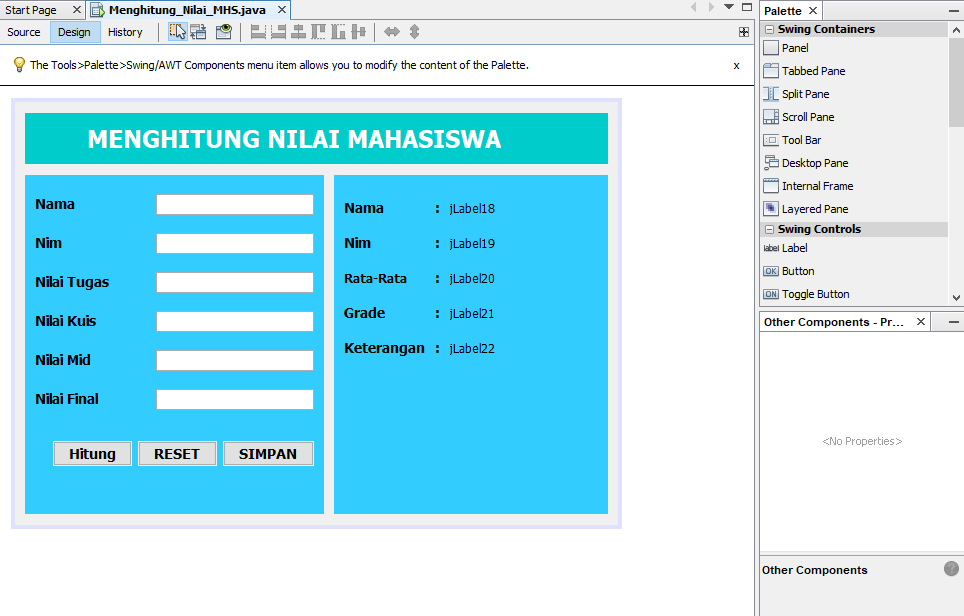 Start Page
Menghitung_Nilai_MHS.java
Source Design History
The Tools>Palette>Swing/AWT Components menu item allows you to modify the content of the Palette. x
MENGHITUNG NILAI MAHASISWA
Nama
Nim
Nilai Tugas
Nilai Kuis
Nilai Mid
Nilai Final
Hitung RESET SIMPAN
Nama : jLabel18
Nim : jLabel19
Rata-Rata : jLabel20
Grade : jLabel21
Keterangan : jLabel22
Palette
Swing Containers
Panel
Tabbed Pane
Split Pane
Scroll Pane
Tool Bar
Desktop Pane
Internal Frame
Layered Pane
Swing Controls
label Label
OK Button
ON Toggle Button
Other Components - Pr...
<No Properties>
Other Components